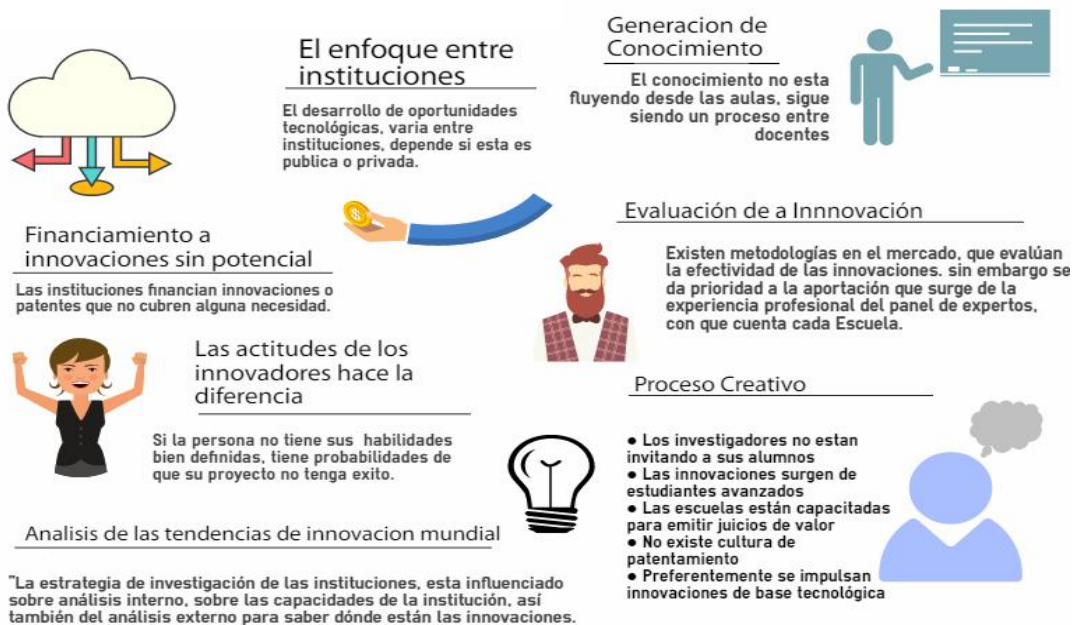 El enfoque entre
instituciones
El desarrollo de oportunidades
tecnológicas, varia entre
instituciones, depende si esta es
publica o privada.
Generacion de
Conocimiento
El conocimiento no esta
fluyendo desde las aulas, sigue
siendo un proceso entre
docentes
Financiamiento a
innovaciones sin potencial
Las instituciones financian innovaciones o
patentes que no cubren alguna necesidad.
Evaluación de a Innnovación
Existen metodologías en el mercado, que evalúan
la efectividad de las innovaciones. sin embargo se
da prioridad a la aportación que surge de la
experiencia profesional del panel de expertos,
con que cuenta cada Escuela.
Las actitudes de los
innovadores hace la
diferencia
Si la persona no tiene sus habilidades
bien definidas, tiene probabilidades de
que su proyecto no tenga exito.
Proceso Creativo
● Los investigadores no estan
invitando a sus alumnos
● Las innovaciones surgen de
estudiantes avanzados
● Las escuelas están capacitadas
para emitir juicios de valor
● No existe cultura de
patentamiento
● Preferentemente se impulsan
innovaciones de base tecnológica
Analisis de las tendencias de innovacion mundial
"La estrategia de investigación de las instituciones, esta influenciado
sobre análisis interno, sobre las capacidades de la institución, así
también del análisis externo para saber dónde están las innovaciones.